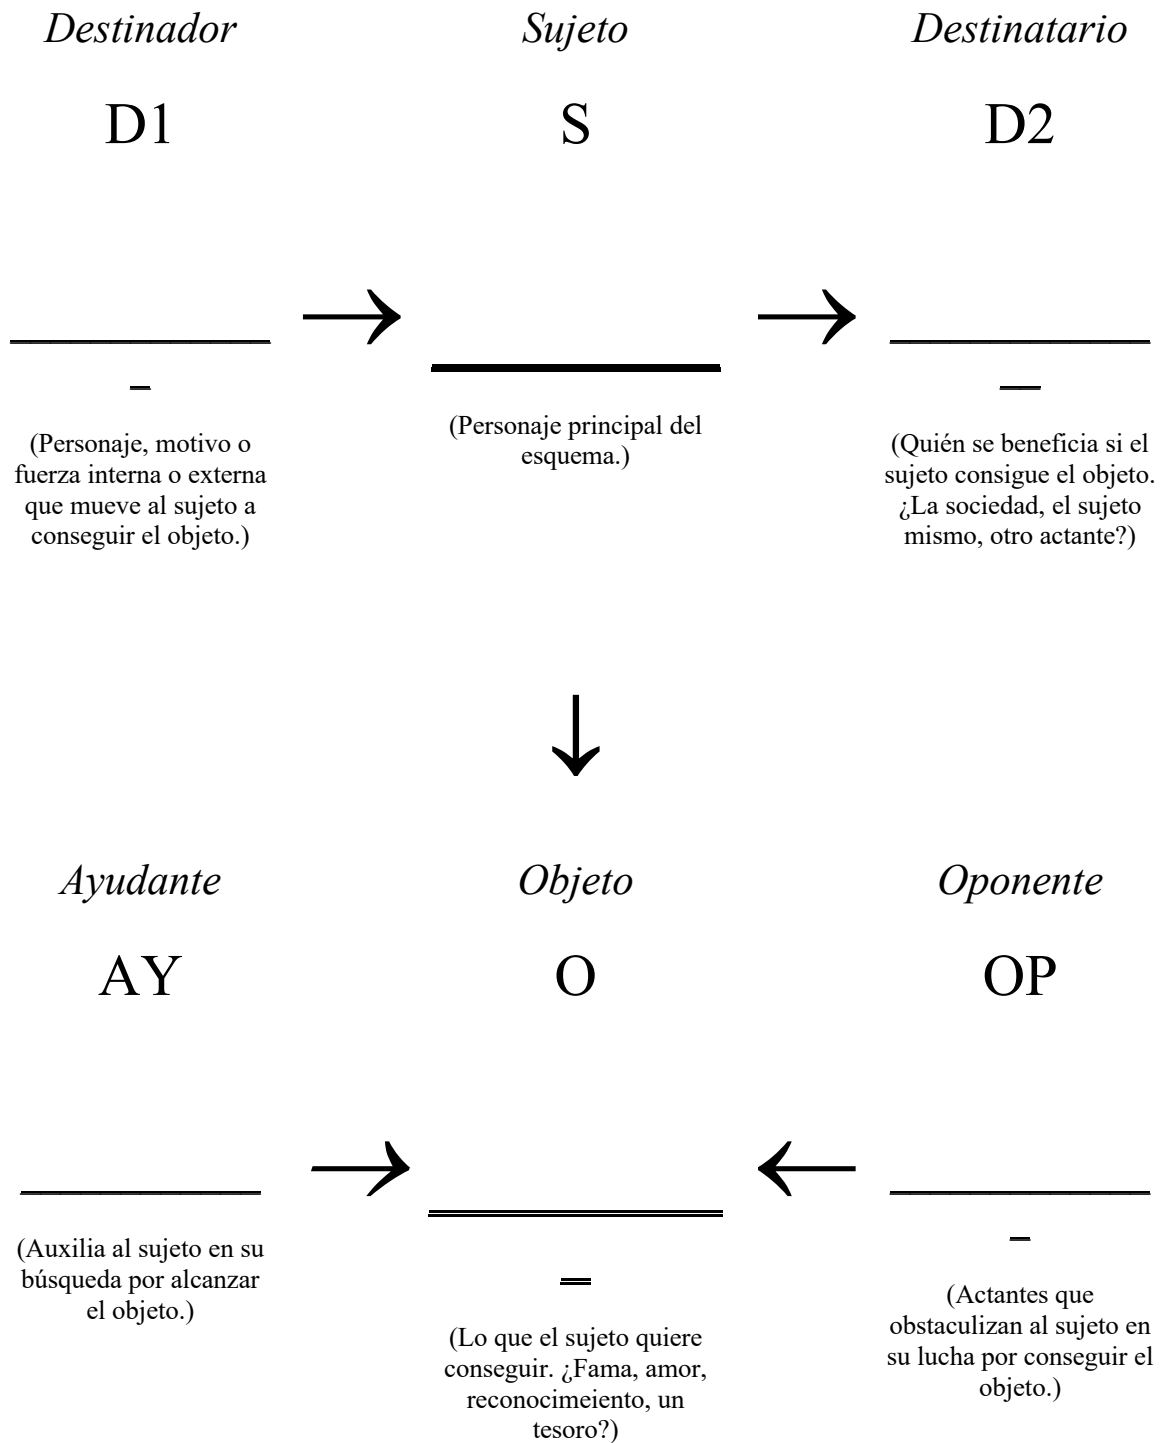 Destinador
Sujeto
Destinatario
D1
S
D2
(Personaje, motivo o
fuerza interna o externa
que mueve al sujeto a
conseguir el objeto.)
(Personaje principal del
esquema.)
(Quién se beneficia si el
sujeto consigue el objeto.
¿La sociedad, el sujeto
mismo, otro actante?)
Ayudante
Objeto
Oponente
AY
O
OP
(Auxilia al sujeto en su
búsqueda por alcanzar
el objeto.)
(Lo que el sujeto quiere
conseguir. ¿Fama, amor,
reconocimeiento, un
tesoro?)
(Actantes que
obstaculizan al sujeto en
su lucha por conseguir el
objeto.)